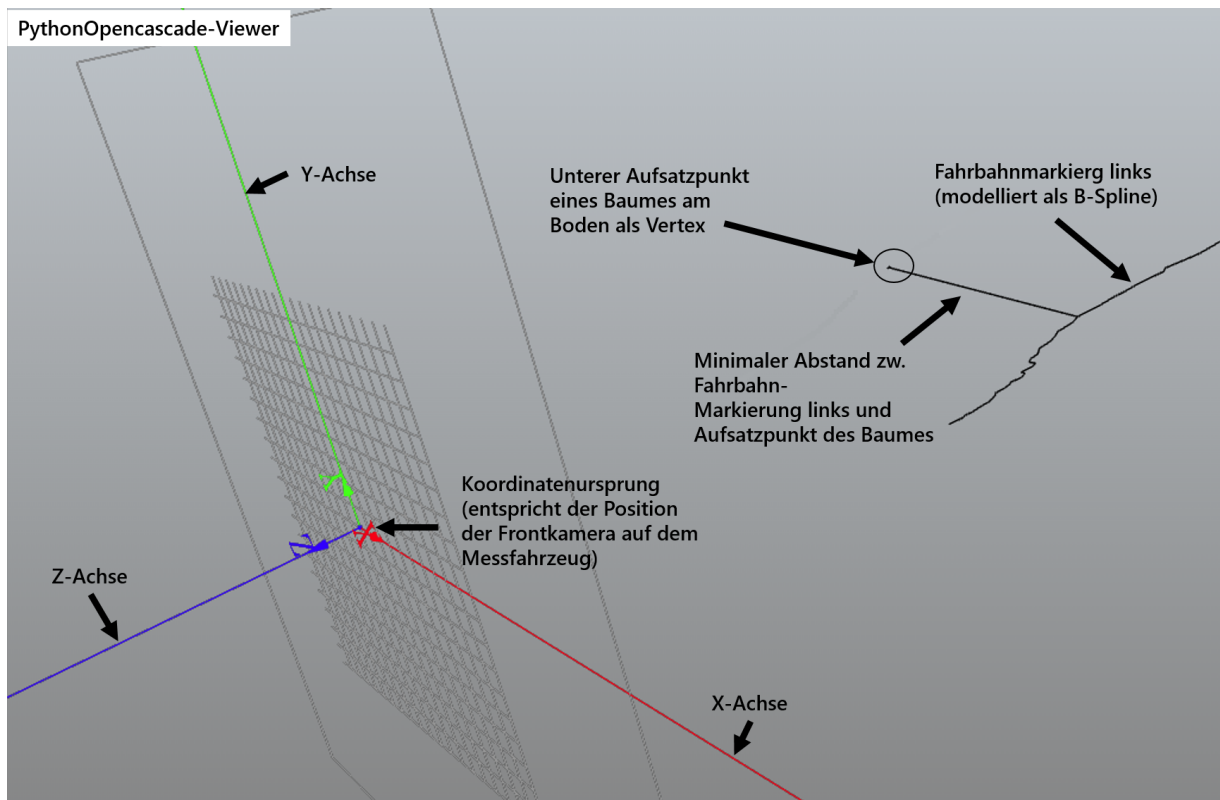 PythonOpencascade-Viewer
Y-Achse
Unterer Aufsatzpunkt
eines Baumes am
Boden als Vertex
Fahrbahnmarkierg links
(modelliert als B-Spline)
Minimaler Abstand zw.
Fahrbahn-
Markierung links und
Aufsatzpunkt des Baumes
Koordinatenursprung
(entspricht der Position
der Frontkamera auf dem
Messfahrzeug)
Y
X
Z
Z-Achse
X-Achse